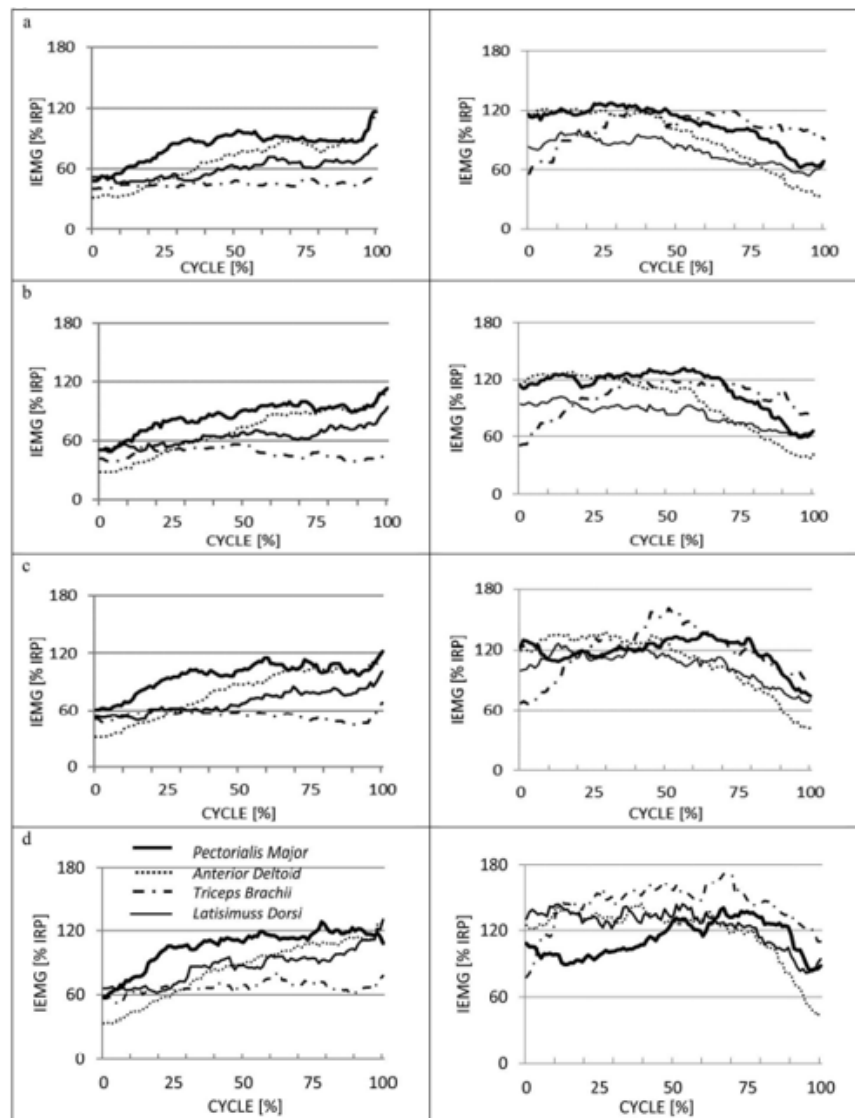 a
180
120
60
0
IEMG [% IRP]
0 25 50 75 100
CYCLE [%]
180
120
60
0
IEMG [% IRP]
0 25 50 75 100
CYCLE [%]
b
180
120
60
0
IEMG [% IRP]
0 25 50 75 100
CYCLE [%]
180
120
60
0
IEMG [% IRP]
0 25 50 75 100
CYCLE [%]
c
180
120
60
0
IEMG [% IRP]
0 25 50 75 100
CYCLE [%]
180
120
60
0
IEMG [% IRP]
0 25 50 75 100
CYCLE [%]
d
Pectorialis Major
Anterior Deltoid
Triceps Brachii
Latisimuss Dorsi
180
120
60
0
IEMG [% IRP]
0 25 50 75 100
CYCLE [%]
180
120
60
0
IEMG [% IRP]
0 25 50 75 100
CYCLE [%]